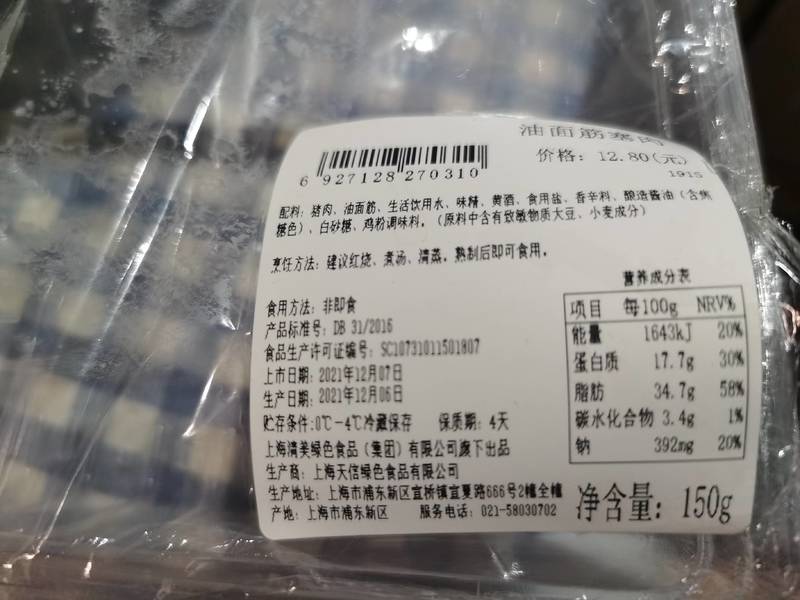 油面筋塞肉
价格: 12.80(元)
1915
6 927128 270310
配料: 猪肉、油面筋、生活饮用水、味精、黄酒、食用盐、香辛料、酿造酱油（含焦
糖色）、白砂糖、鸡粉调味料。（原料中含有致敏物质大豆、小麦成分）
烹饪方法: 建议红烧、煮汤、清蒸。熟制后即可食用。
食用方法: 非即食
产品标准号: DB 31/2016
食品生产许可证编号: SC10731011501807
上市日期: 2021年12月07日
生产日期: 2021年12月06日
贮存条件:0℃-4℃冷藏保存 保质期: 4天
上海清美绿色食品（集团）有限公司旗下出品
生产商: 上海天信绿色食品有限公司
生产地址: 上海市浦东新区宣桥镇宣夏路666号2幢全幢
产地: 上海市浦东新区 服务电话: 021-58030702
营养成分表
项目 每100g NRV%
能量 1643kJ 20%
蛋白质 17.7g 30%
脂肪 34.7g 58%
碳水化合物 3.4g 1%
钠 392mg 20%
净含量: 150g